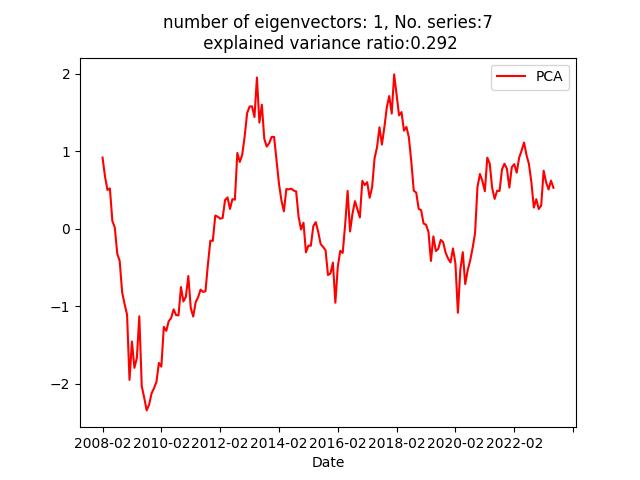 number of eigenvectors: 1, No. series:7
explained variance ratio:0.292
PCA
2
1
0
−1
−2
2008-02 2010-02 2012-02 2014-02 2016-02 2018-02 2020-02 2022-02
Date